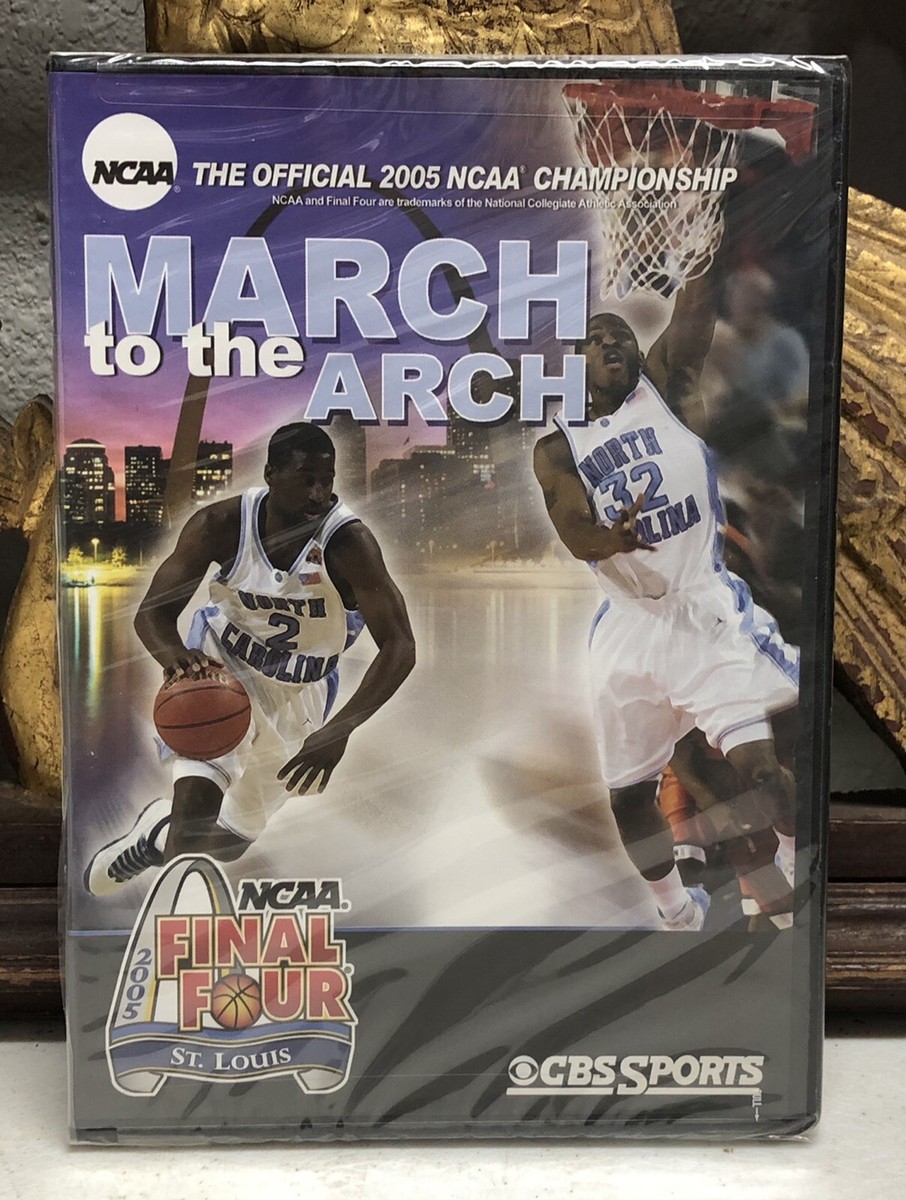 NCAA®
THE OFFICIAL 2005 NCAA® CHAMPIONSHIP
NCAA and Final Four are trademarks of the National Collegiate Athletic Association
MARCH
to the
ARCH
NORTH
32
OLINA
NORTH
2
CAROLINA
NCAA®
2005
FINAL
FOUR®
ST. LOUIS
CBS SPORTS